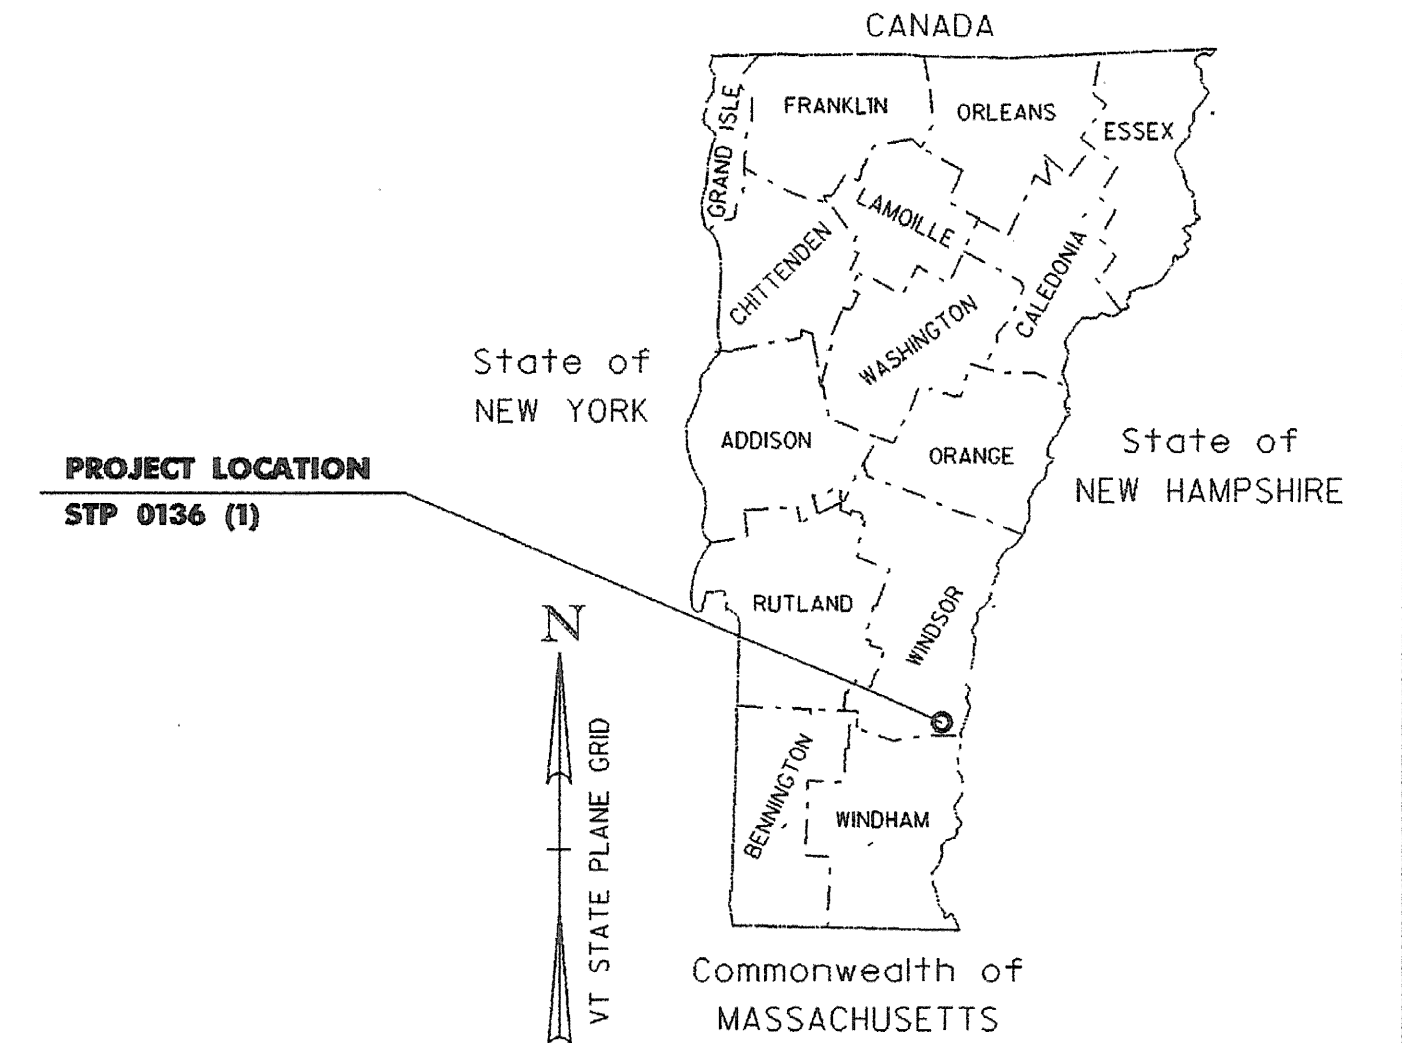 CANADA
GRAND ISLE
FRANKLIN
ORLEANS
ESSEX
LAMOILLE
CHITTENDEN
CALEDONIA
WASHINGTON
State of
NEW YORK
ADDISON
ORANGE
State of
NEW HAMPSHIRE
PROJECT LOCATION
STP 0136 (1)
RUTLAND
WINDSOR
N
VT STATE PLANE GRID
BENNINGTON
WINDHAM
Commonwealth of
MASSACHUSETTS